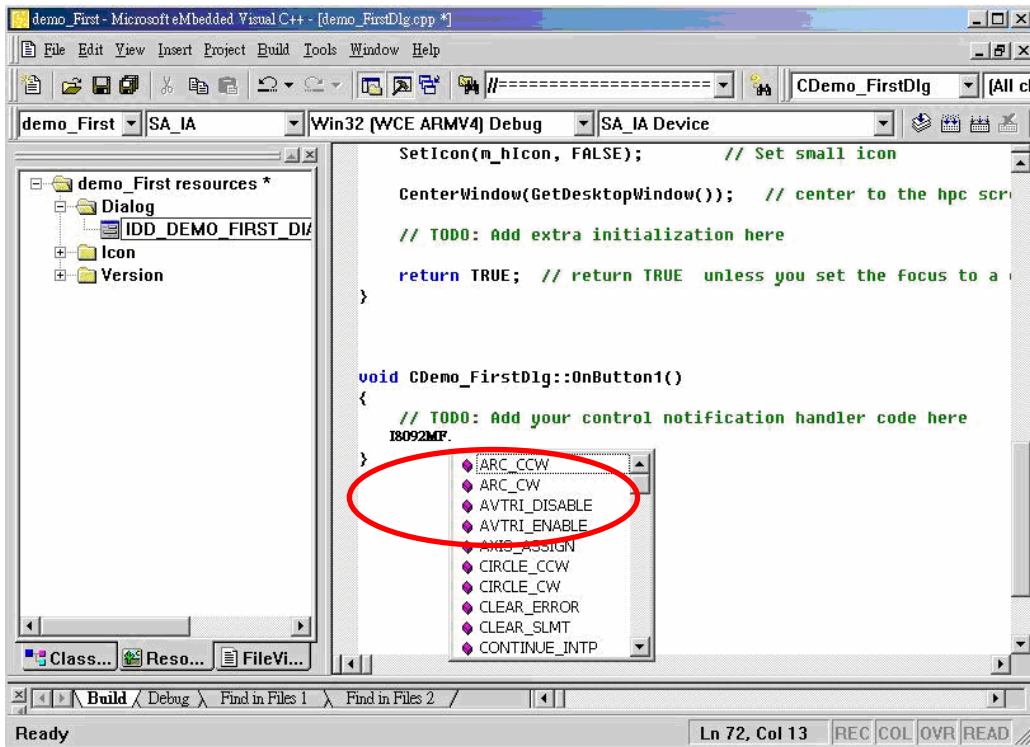 demo_First - Microsoft eMbedded Visual C++ - [demo_FirstDlg.cpp *]
File Edit View Insert Project Build Tools Window Help
//======================= CDemo_FirstDlg (All cl
demo_First SA_IA Win32 (WCE ARMV4) Debug SA_IA Device
demo_First resources *
Dialog
IDD_DEMO_FIRST_DIA
Icon
Version
SetIcon(m_hIcon, FALSE); // Set small icon
CenterWindow(GetDesktopWindow()); // center to the hpc scre
// TODO: Add extra initialization here
return TRUE; // return TRUE unless you set the focus to a
}
void CDemo_FirstDlg::OnButton1()
{
// TODO: Add your control notification handler code here
I8092MF.
}
ARC_CCW
ARC_CW
AVTRI_DISABLE
AVTRI_ENABLE
AXIS_ASSIGN
CIRCLE_CCW
CIRCLE_CW
CLEAR_ERROR
CLEAR_SLMT
CONTINUE_INTP
Class... Reso... FileVi...
Build Debug Find in Files 1 Find in Files 2
Ready Ln 72, Col 13 REC COL OVR READ